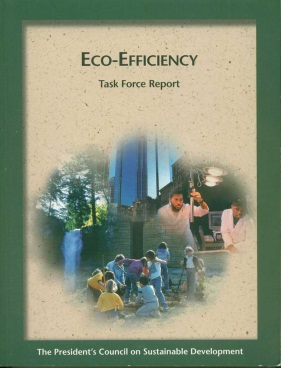 ECO-EFFICIENCY
Task Force Report
The President's Council on Sustainable Development